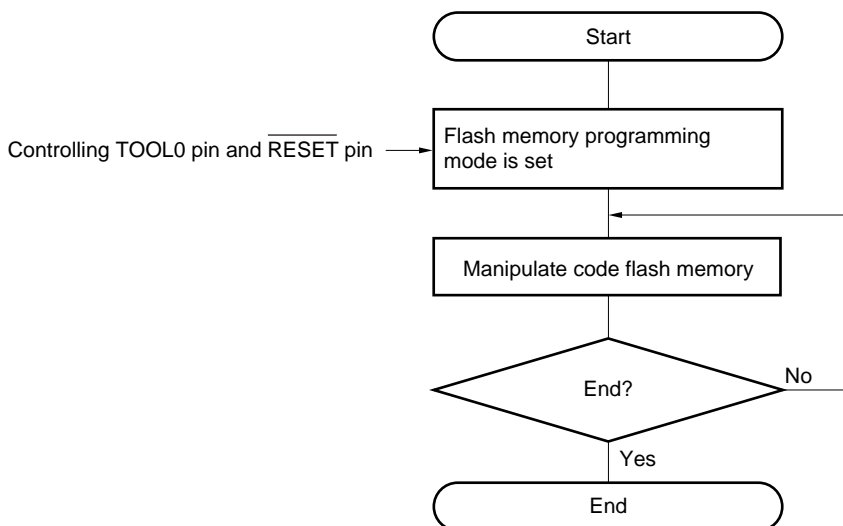 Start
Controlling TOOL0 pin and RESET pin
Flash memory programming
mode is set
Manipulate code flash memory
End?
No
Yes
End